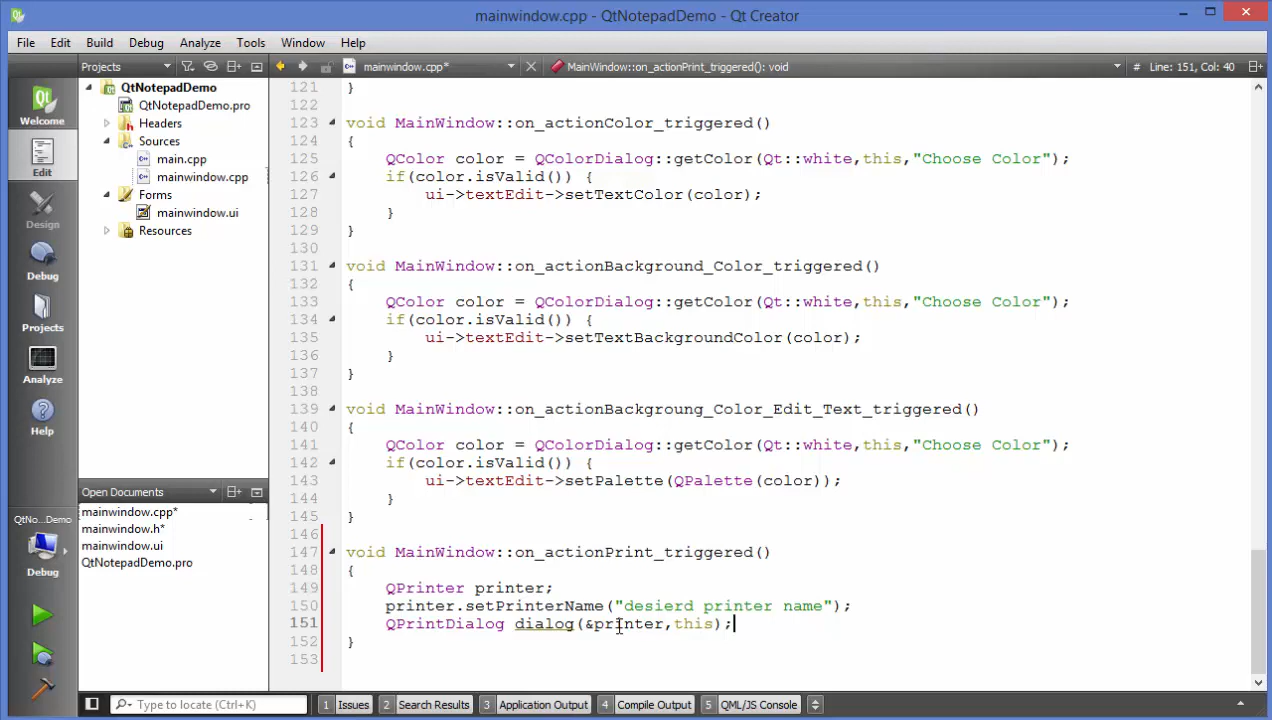 mainwindow.cpp - QtNotepadDemo - Qt Creator
File Edit Build Debug Analyze Tools Window Help
Projects mainwindow.cpp* MainWindow::on_actionPrint_triggered(): void # Line: 151, Col: 40
Welcome
Edit
Design
Debug
Projects
Analyze
Help
QtNo...Demo
Debug
QtNotepadDemo
QtNotepadDemo.pro
Headers
Sources
main.cpp
mainwindow.cpp
Forms
mainwindow.ui
Resources
Open Documents
mainwindow.cpp*
mainwindow.h*
mainwindow.ui
QtNotepadDemo.pro
121 }
122
123 void MainWindow::on_actionColor_triggered()
124 {
125 QColor color = QColorDialog::getColor(Qt::white,this,"Choose Color");
126 if(color.isValid()) {
127 ui->textEdit->setTextColor(color);
128 }
129 }
130
131 void MainWindow::on_actionBackground_Color_triggered()
132 {
133 QColor color = QColorDialog::getColor(Qt::white,this,"Choose Color");
134 if(color.isValid()) {
135 ui->textEdit->setTextBackgroundColor(color);
136 }
137 }
138
139 void MainWindow::on_actionBackgroung_Color_Edit_Text_triggered()
140 {
141 QColor color = QColorDialog::getColor(Qt::white,this,"Choose Color");
142 if(color.isValid()) {
143 ui->textEdit->setPalette(QPalette(color));
144 }
145 }
146
147 void MainWindow::on_actionPrint_triggered()
148 {
149 QPrinter printer;
150 printer.setPrinterName("desierd printer name");
151 QPrintDialog dialog(&printer,this);
152 }
153
Type to locate (Ctrl+K) 1 Issues 2 Search Results 3 Application Output 4 Compile Output 5 QML/JS Console